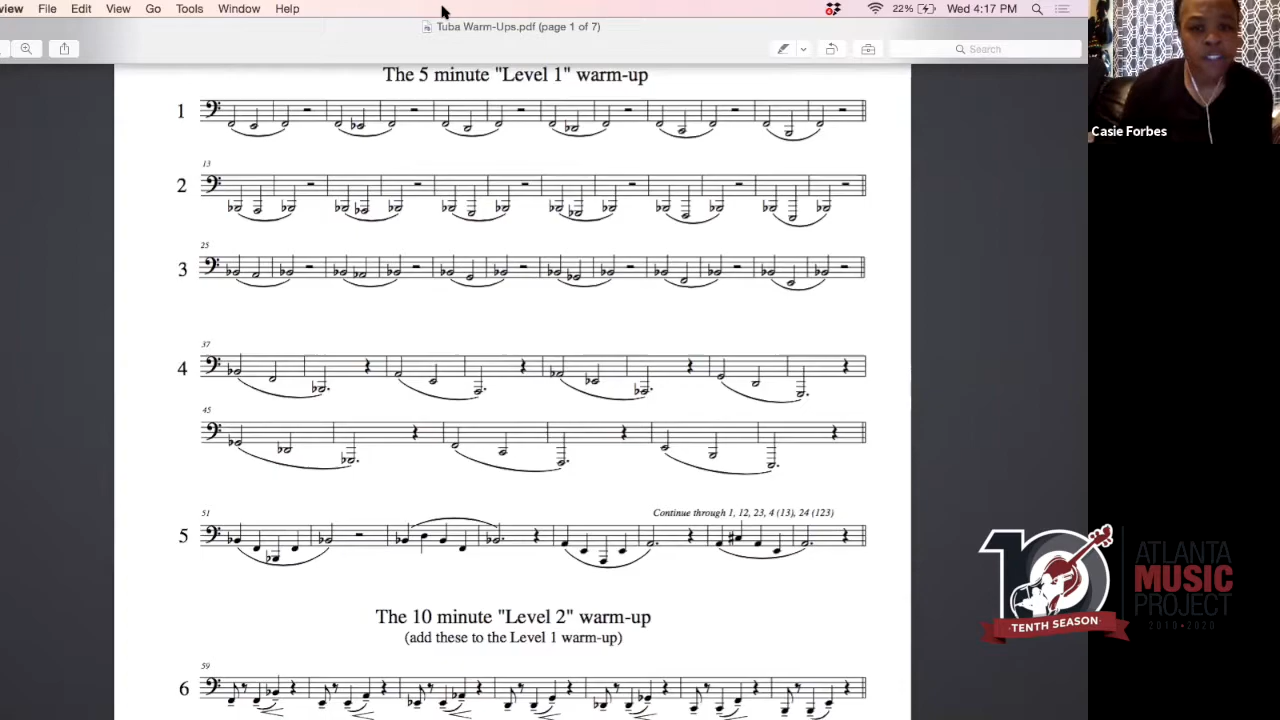 view File Edit View Go Tools Window Help 22% Wed 4:17 PM
Tuba Warm-Ups.pdf (page 1 of 7)
Search
The 5 minute "Level 1" warm-up
Casie Forbes
1
13
2
25
3
37
4
45
51
Continue through 1, 12, 23, 4 (13), 24 (123)
5
10
TENTH SEASON
ATLANTA
MUSIC
PROJECT
2010•2020
The 10 minute "Level 2" warm-up
(add these to the Level 1 warm-up)
59
6